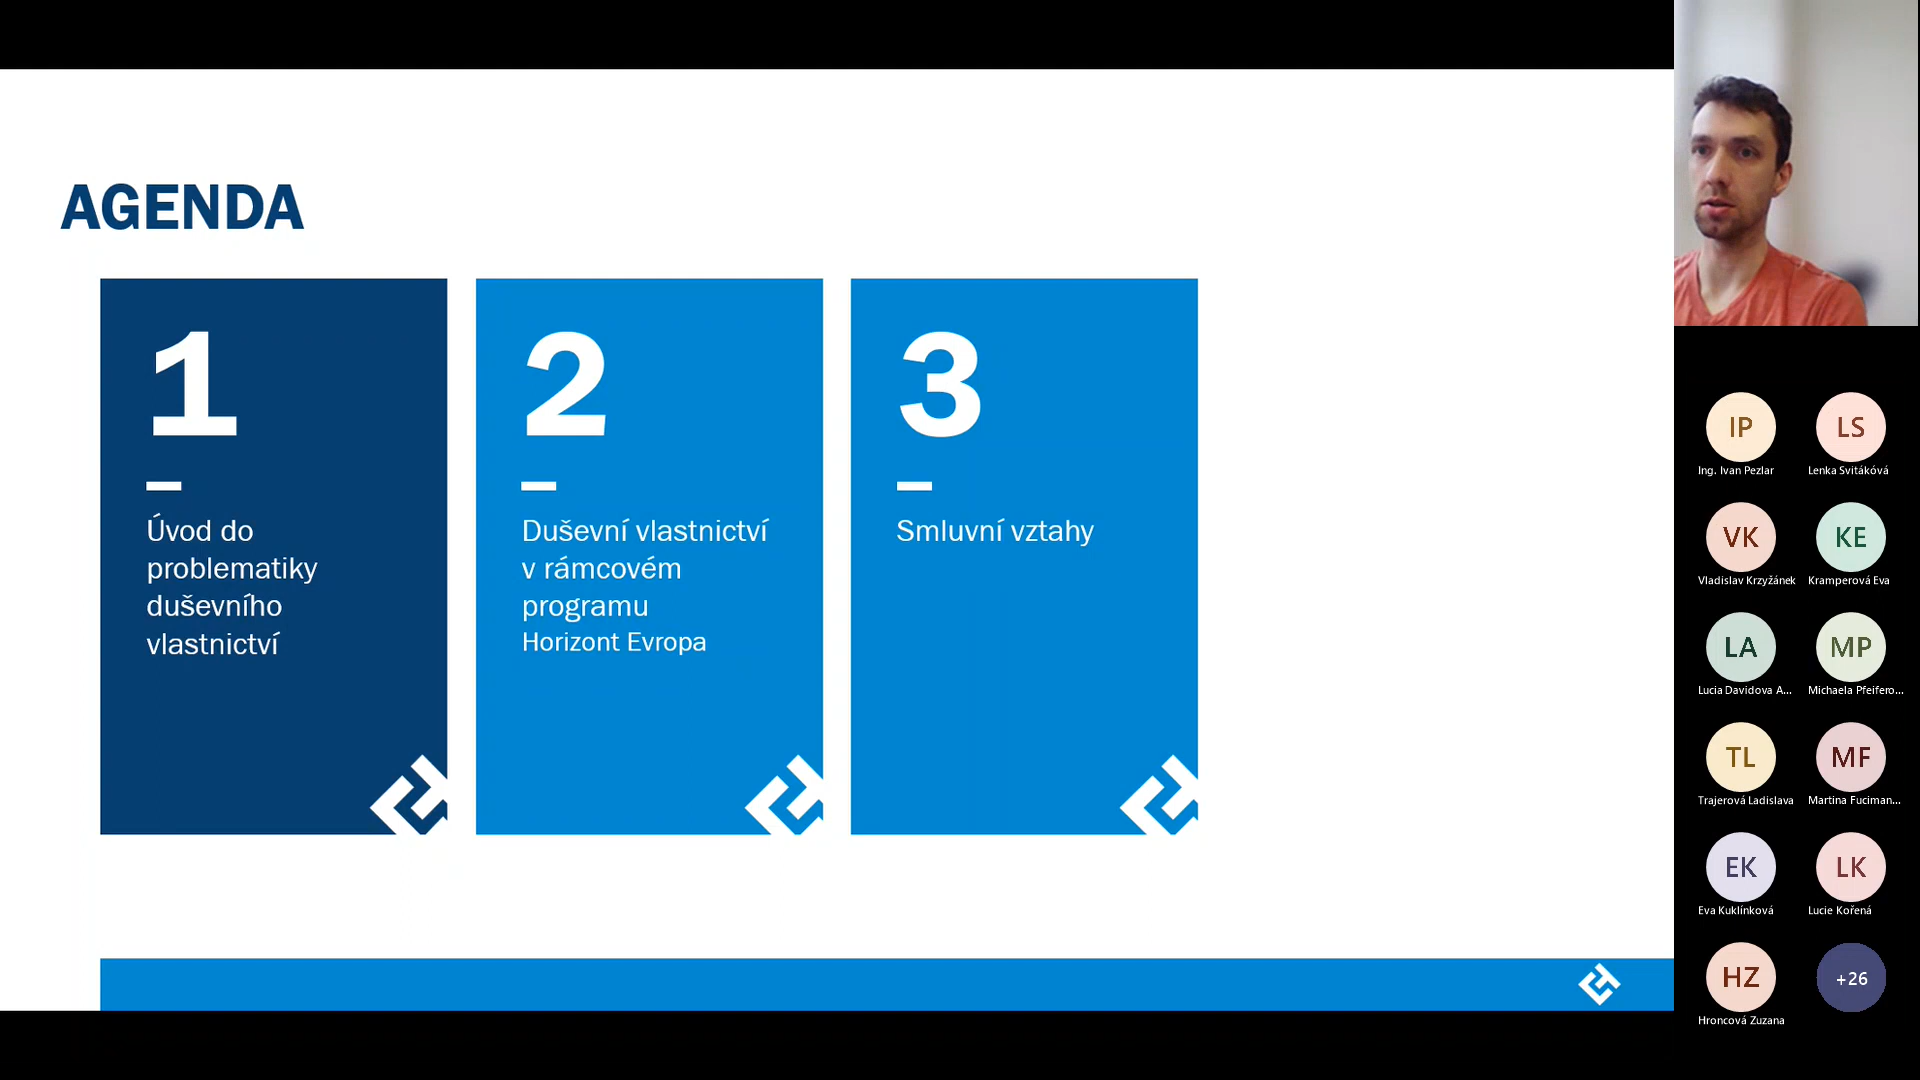 AGENDA
1
Úvod do
problematiky
duševního
vlastnictví
2
Duševní vlastnictví
v rámcovém
programu
Horizont Evropa
3
Smluvní vztahy
IP
Ing. Ivan Pezlar
LS
Lenka Svitáková
VK
Vladislav Krzyžánek
KE
Kramperová Eva
LA
Lucia Davidova A...
MP
Michaela Pfeifero...
TL
Trajerová Ladislava
MF
Martina Fuciman...
EK
Eva Kuklínková
LK
Lucie Kořená
HZ
Hroncová Zuzana
+26